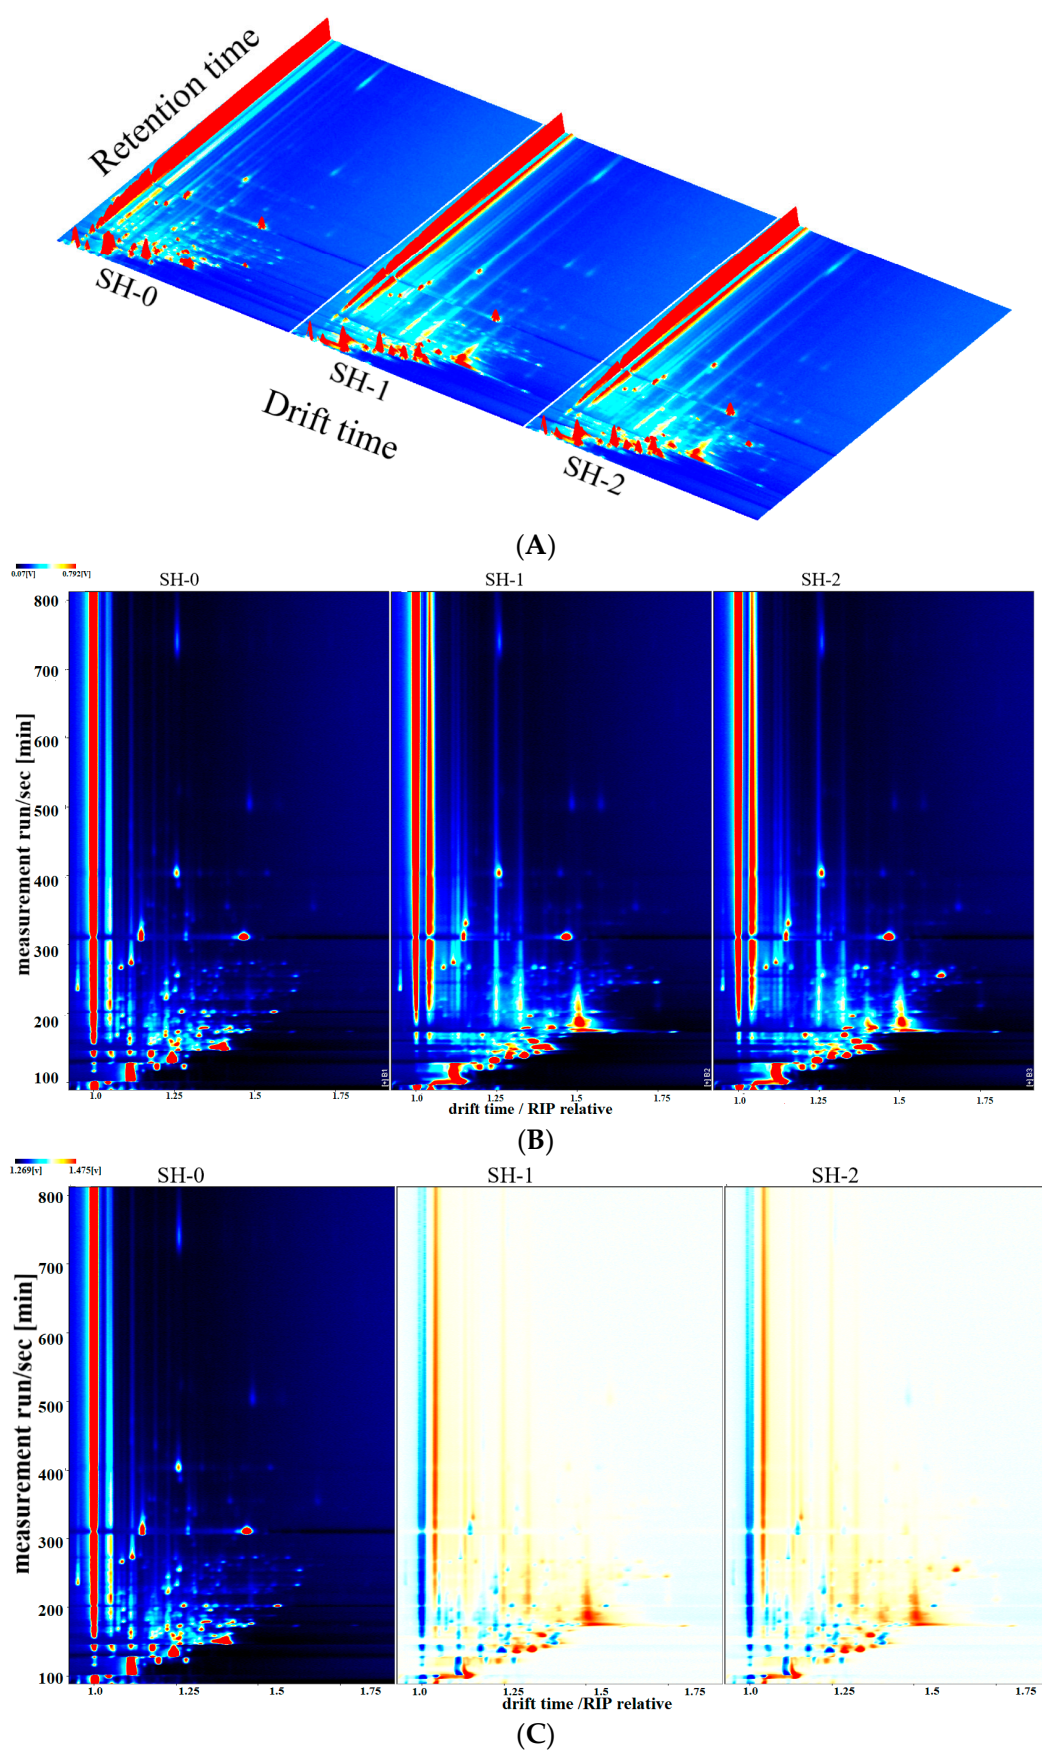 Retention time
SH-0
SH-1
Drift time
SH-2
(A)
0.07[V] 0.792[V]
SH-0 SH-1 SH-2
measurement run/sec [min]
800
700
600
500
400
300
200
100
[+]B1 [+]B2 [+]B3
1.0 1.25 1.5 1.75 1.0 1.25 1.5 1.75 1.0 1.25 1.5 1.75
drift time / RIP relative
(B)
1.269[v] 1.475[v]
SH-0 SH-1 SH-2
measurement run/sec [min]
800
700
600
500
400
300
200
100
1.0 1.25 1.5 1.75 1.0 1.25 1.5 1.75 1.0 1.25 1.5 1.75
drift time /RIP relative
(C)